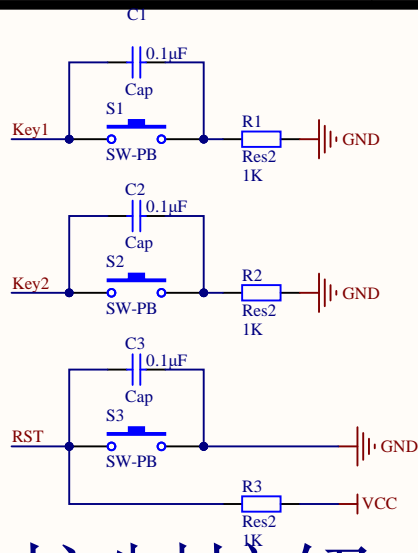 C1
0.1μF
Cap
S1
Key1
SW-PB
R1
Res2
1K
GND
C2
0.1μF
Cap
S2
Key2
SW-PB
R2
Res2
1K
GND
C3
0.1μF
Cap
S3
RST
SW-PB
GND
R3
Res2
1K
VCC